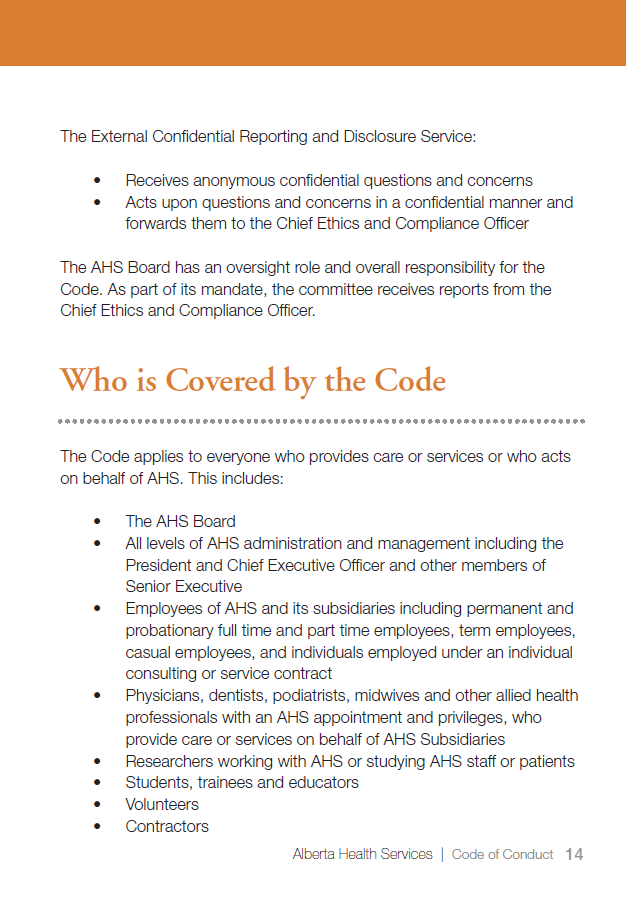 The External Confidential Reporting and Disclosure Service:
• Receives anonymous confidential questions and concerns
• Acts upon questions and concerns in a confidential manner and
forwards them to the Chief Ethics and Compliance Officer
The AHS Board has an oversight role and overall responsibility for the
Code. As part of its mandate, the committee receives reports from the
Chief Ethics and Compliance Officer.
Who is Covered by the Code
The Code applies to everyone who provides care or services or who acts
on behalf of AHS. This includes:
• The AHS Board
• All levels of AHS administration and management including the
President and Chief Executive Officer and other members of
Senior Executive
• Employees of AHS and its subsidiaries including permanent and
probationary full time and part time employees, term employees,
casual employees, and individuals employed under an individual
consulting or service contract
• Physicians, dentists, podiatrists, midwives and other allied health
professionals with an AHS appointment and privileges, who
provide care or services on behalf of AHS Subsidiaries
• Researchers working with AHS or studying AHS staff or patients
• Students, trainees and educators
• Volunteers
• Contractors
Alberta Health Services | Code of Conduct 14